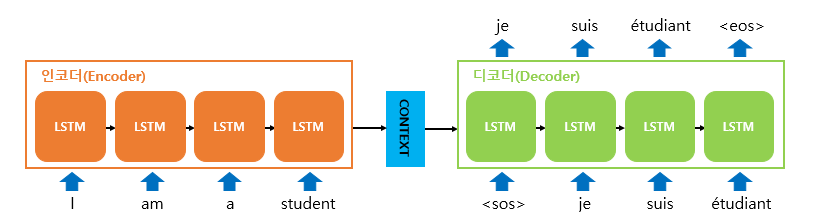 je suis étudiant <eos>
인코더(Encoder)
디코더(Decoder)
LSTM LSTM LSTM LSTM
CONTEXT
LSTM LSTM LSTM LSTM
I am a student
<sos> je suis étudiant